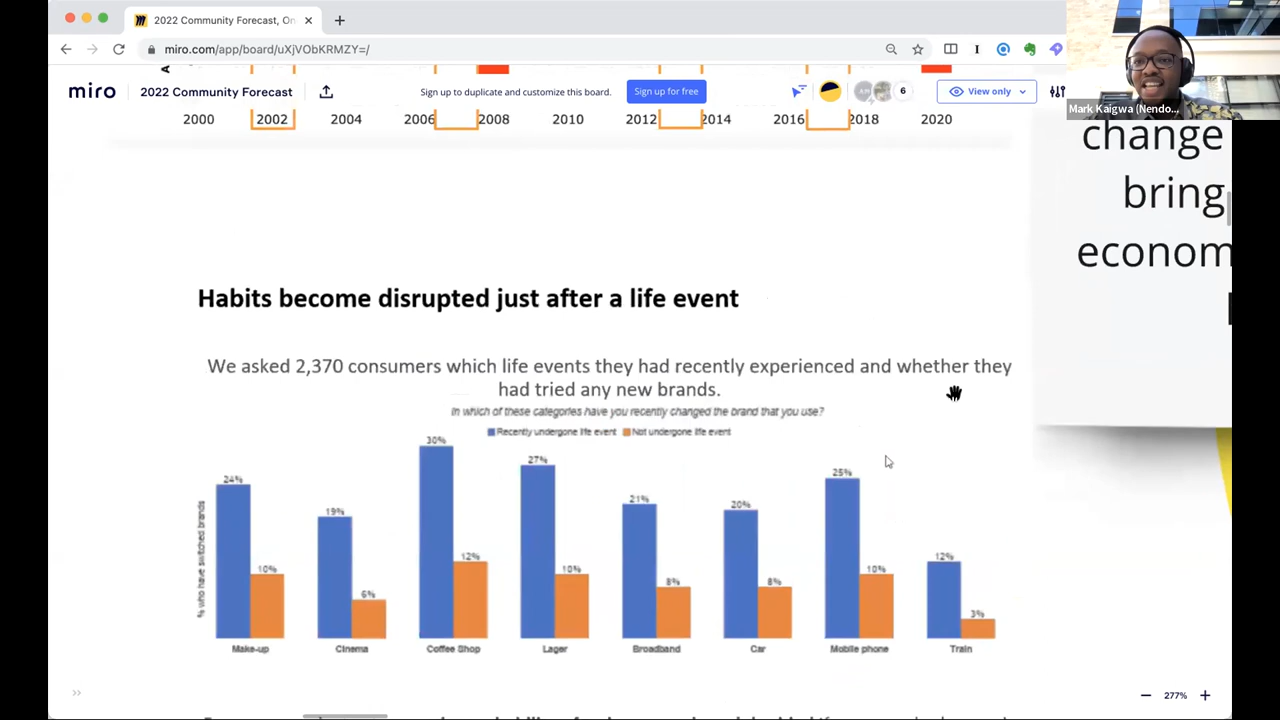 2022 Community Forecast, On
miro.com/app/board/uXjVObKRMZY=/
miro
2022 Community Forecast
Sign up to duplicate and customize this board.
Sign up for free
6
View only
Mark Kaigwa (Nendo...
2000 2002 2004 2006 2008 2010 2012 2014 2016 2018 2020
change
bring
econom
Habits become disrupted just after a life event
We asked 2,370 consumers which life events they had recently experienced and whether they
had tried any new brands.
In which of these categories have you recently changed the brand that you use?
Recently undergone life event Not undergone life event
% who have switched brands
24% 10% 19% 6% 30% 12% 27% 10% 21% 8% 20% 8% 25% 10% 12% 3%
Make-up Cinema Coffee Shop Lager Broadband Car Mobile phone Train
277%